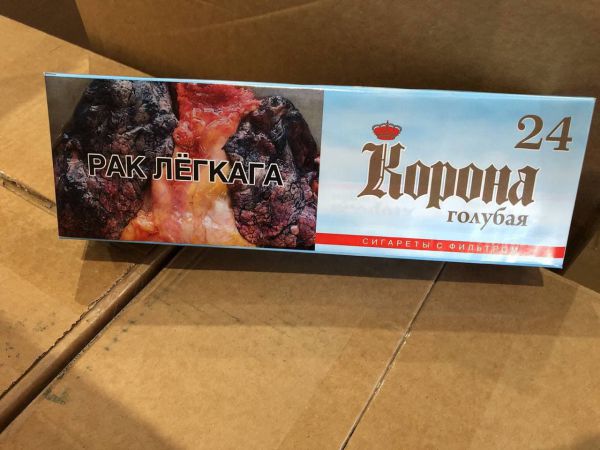 РАК ЛЁГКАГА
24
Корона
голубая
СИГАРЕТЫ С ФИЛЬТРОМ